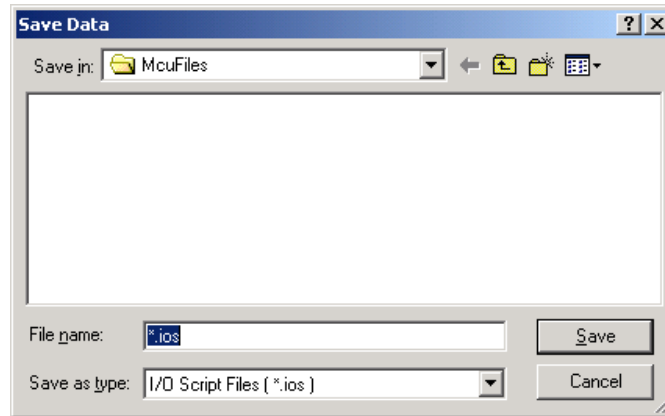 Save Data
Save in: McuFiles
File name: *.ios
Save
Save as type: I/O Script Files ( *.ios )
Cancel